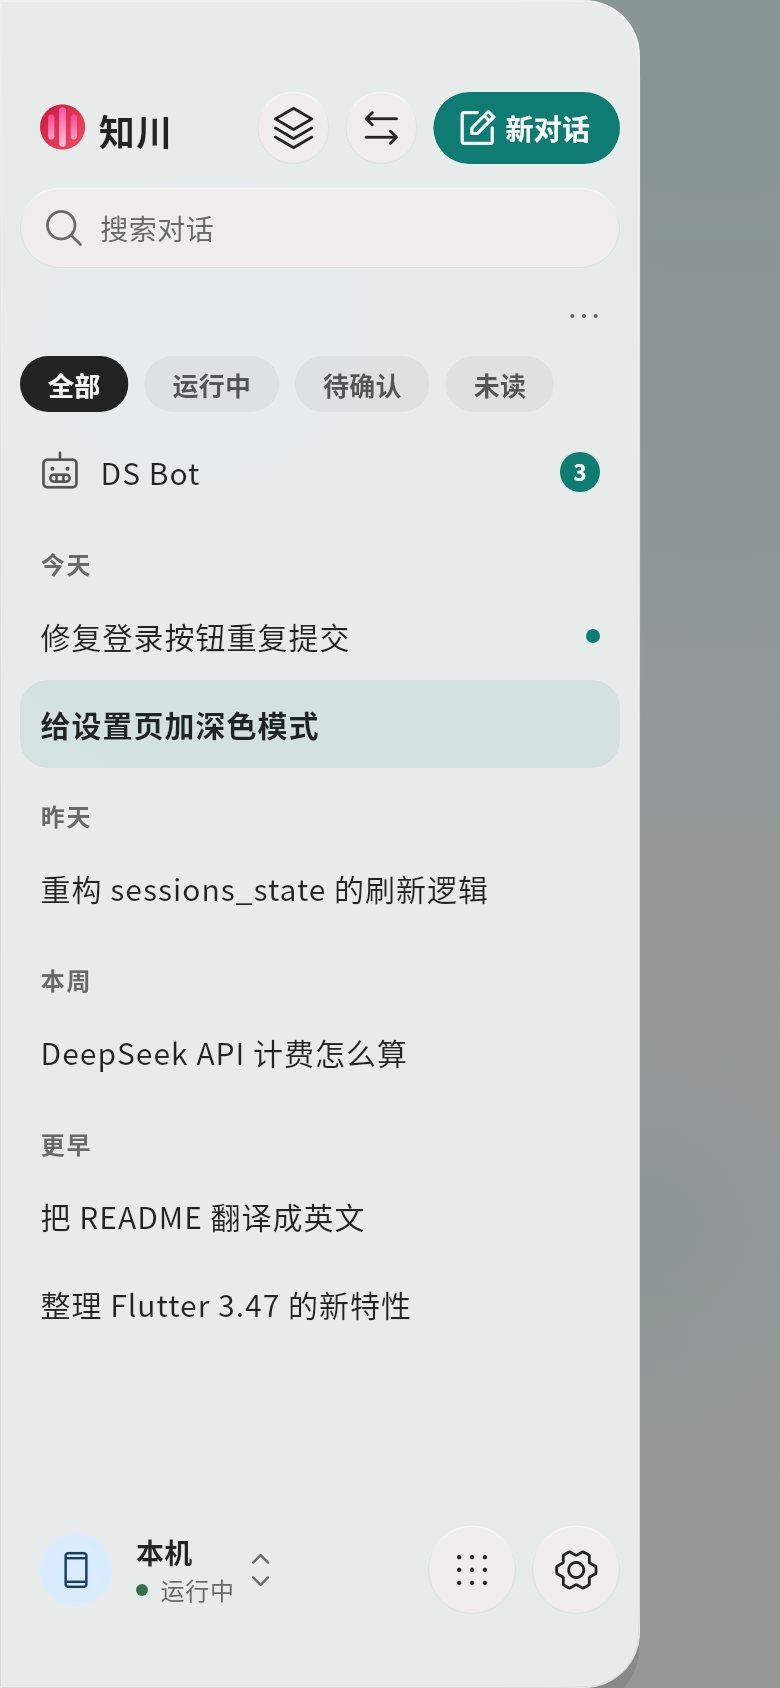 知川
新对话
搜索对话
全部
运行中
待确认
未读
DS Bot
3
今天
修复登录按钮重复提交
给设置页加深色模式
昨天
重构 sessions_state 的刷新逻辑
本周
DeepSeek API 计费怎么算
更早
把 README 翻译成英文
整理 Flutter 3.47 的新特性
本机
运行中